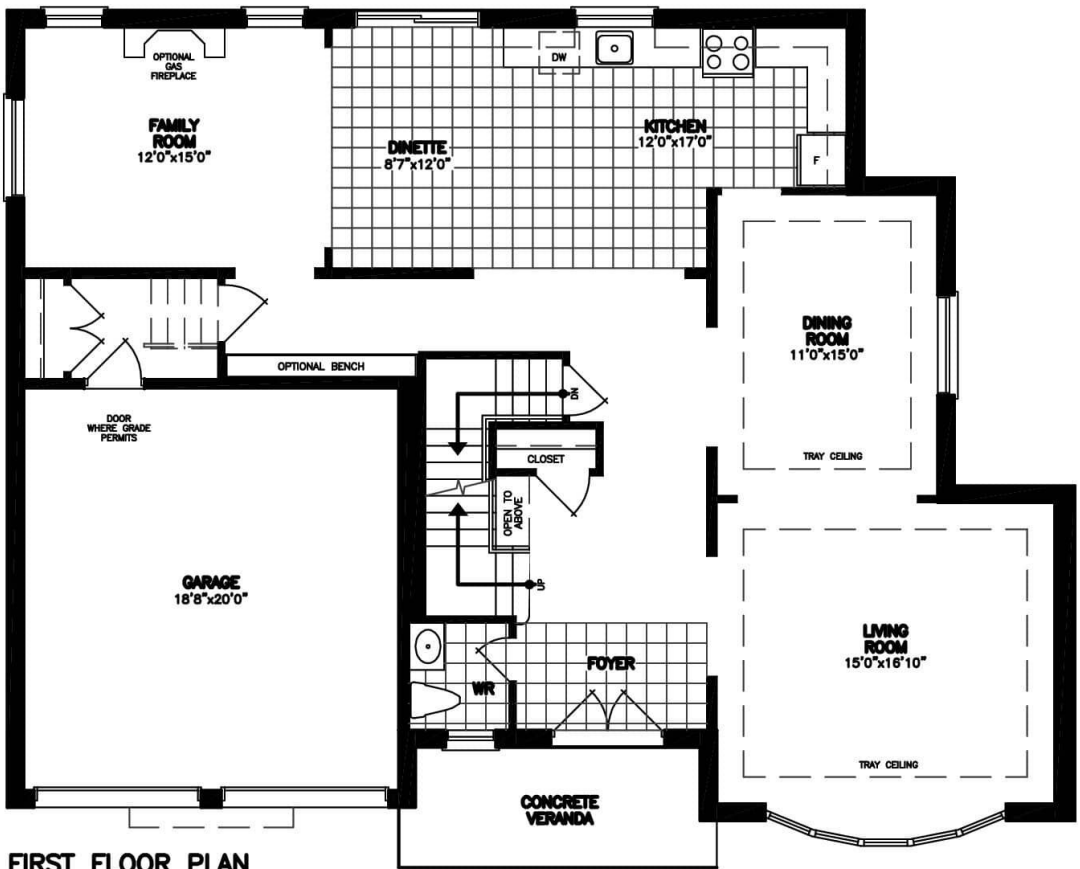 OPTIONAL
GAS
FIREPLACE
DW
FAMILY
ROOM
12'0"x15'0"
DINETTE
8'7"x12'0"
KITCHEN
12'0"x17'0"
F
DINING
ROOM
11'0"x15'0"
TRAY CEILING
OPTIONAL BENCH
DN
DOOR
WHERE GRADE
PERMITS
CLOSET
OPEN TO
ABOVE
UP
GARAGE
18'8"x20'0"
LIVING
ROOM
15'0"x16'10"
FOYER
WR
TRAY CEILING
CONCRETE
VERANDA
FIRST FLOOR PLAN